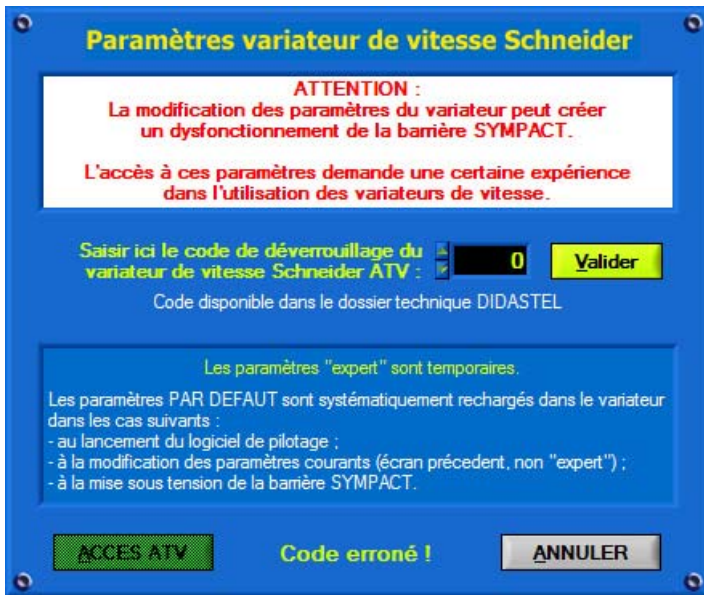 Paramètres variateur de vitesse Schneider
ATTENTION :
La modification des paramètres du variateur peut créer
un dysfonctionnement de la barrière SYMPACT.
L'accès à ces paramètres demande une certaine expérience
dans l'utilisation des variateurs de vitesse.
Saisir ici le code de déverrouillage du
variateur de vitesse Schneider ATV :
0
Valider
Code disponible dans le dossier technique DIDASTEL
Les paramètres "expert" sont temporaires.
Les paramètres PAR DEFAUT sont systématiquement rechargés dans le variateur
dans les cas suivants :
- au lancement du logiciel de pilotage ;
- à la modification des paramètres courants (écran précedent, non "expert") ;
- à la mise sous tension de la barrière SYMPACT.
ACCES ATV
Code erroné !
ANNULER